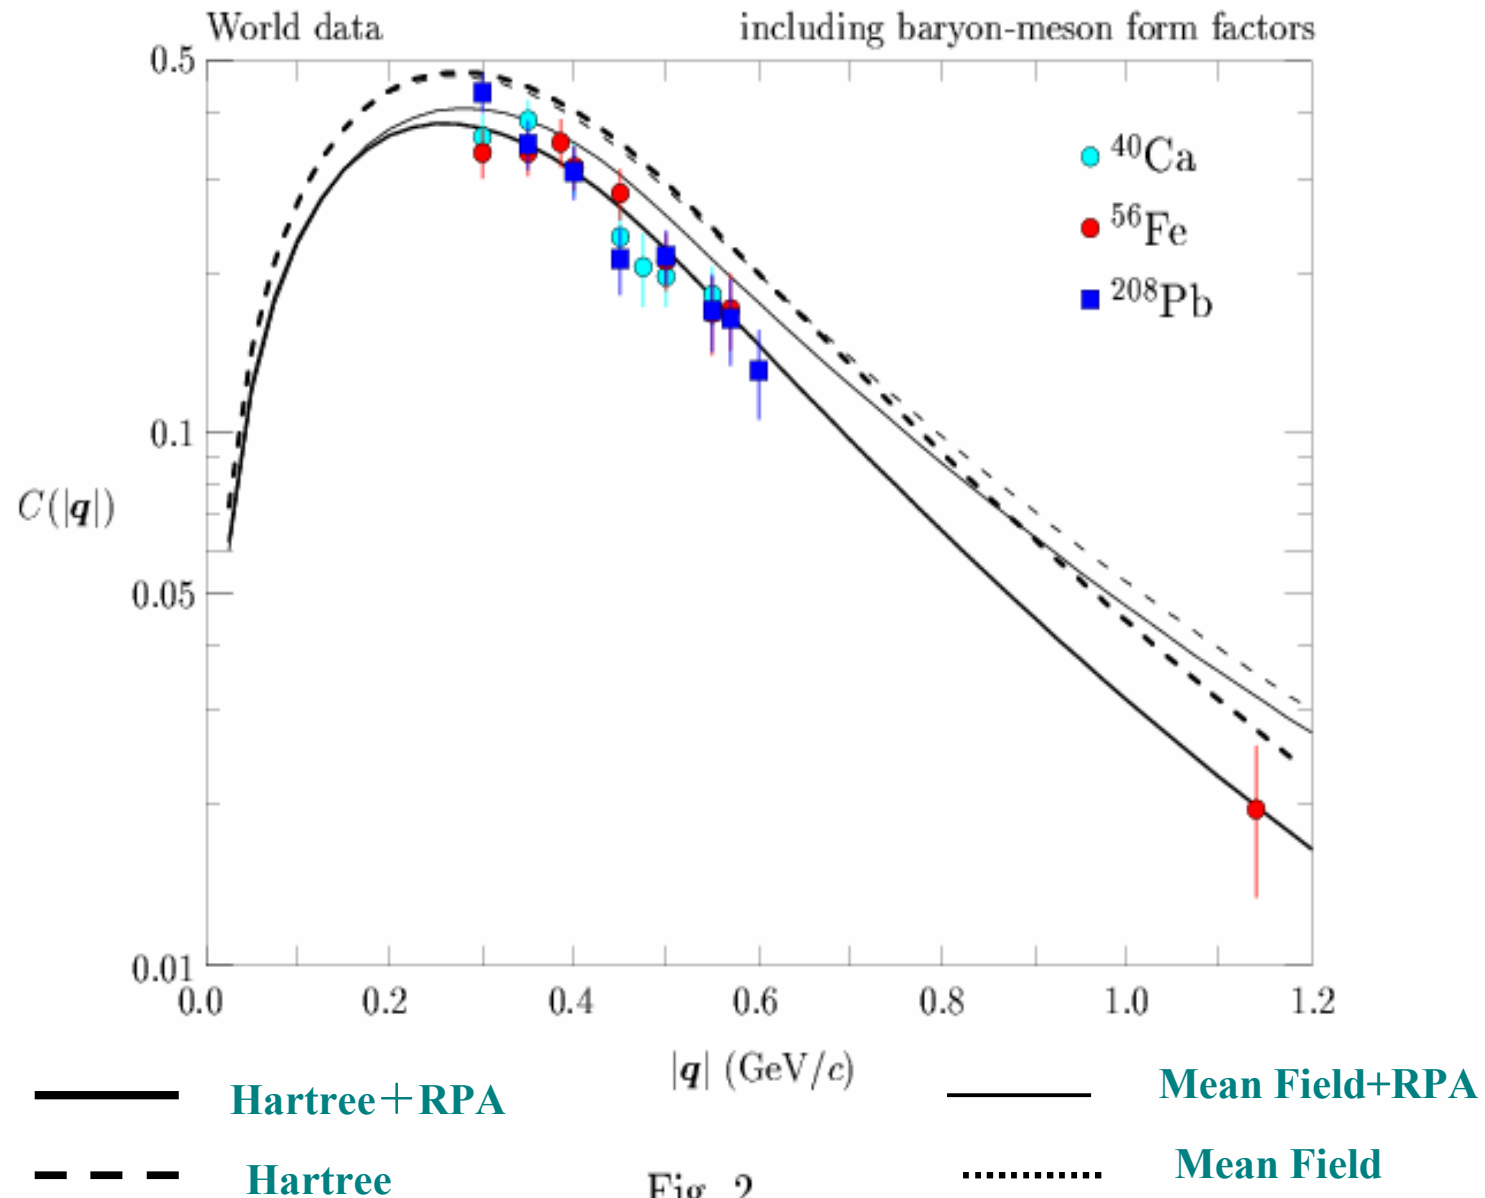 World data including baryon-meson form factors
0.5
⁴⁰Ca
⁵⁶Fe
²⁰⁸Pb
0.1
C(|q|)
0.05
0.01
0.0 0.2 0.4 0.6 0.8 1.0 1.2
|q| (GeV/c)
Hartree+RPA Mean Field+RPA
Hartree Mean Field
Fig. 2